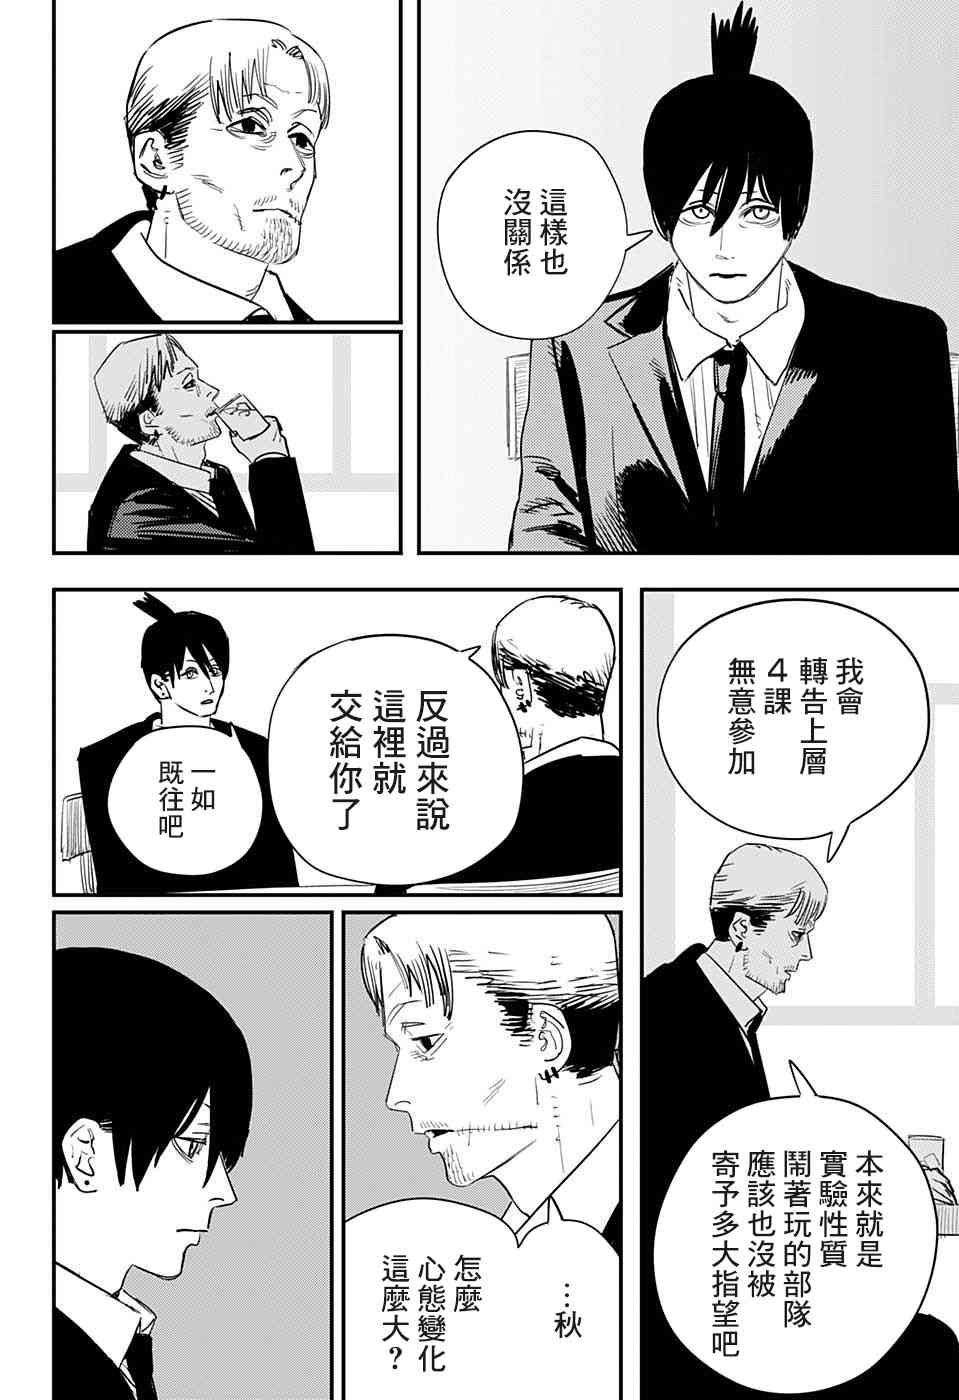 這樣也
沒關係
我會
轉告上層
４課
無意參加
反過來說
這裡就
交給你了
一如
既往吧
本來就是
實驗性質
鬧著玩的部隊
應該也沒被
寄予多大指望吧
…秋
怎麼
心態變化
這麼大？